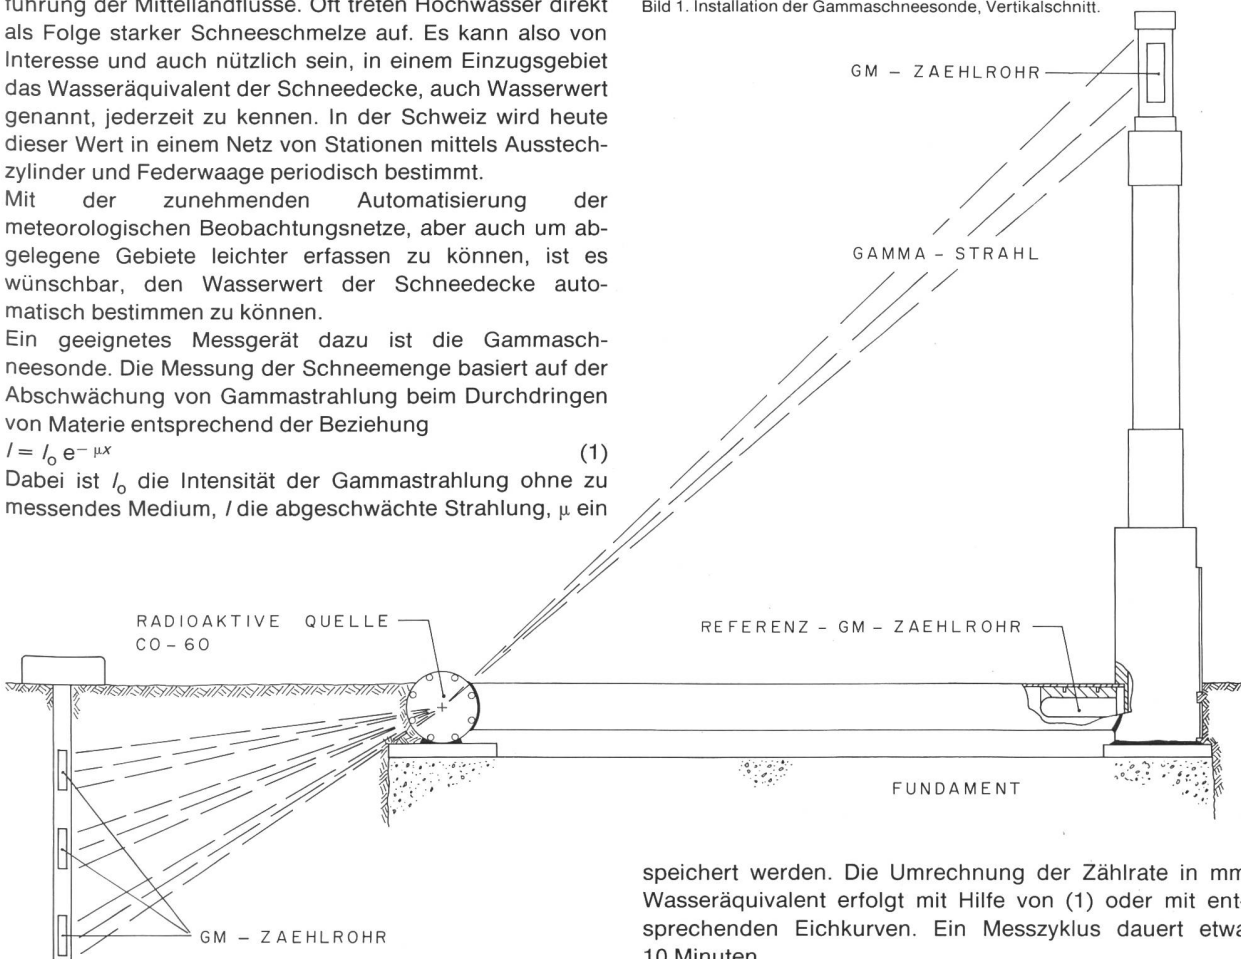 führung der Mittellandflüsse. Oft treten Hochwasser direkt
als Folge starker Schneeschmelze auf. Es kann also von
Interesse und auch nützlich sein, in einem Einzugsgebiet
das Wasseräquivalent der Schneedecke, auch Wasserwert
genannt, jederzeit zu kennen. In der Schweiz wird heute
dieser Wert in einem Netz von Stationen mittels Ausstech-
zylinder und Federwaage periodisch bestimmt.
Mit der zunehmenden Automatisierung der
meteorologischen Beobachtungsnetze, aber auch um ab-
gelegene Gebiete leichter erfassen zu können, ist es
wünschbar, den Wasserwert der Schneedecke auto-
matisch bestimmen zu können.
Ein geeignetes Messgerät dazu ist die Gammasch-
neesonde. Die Messung der Schneemenge basiert auf der
Abschwächung von Gammastrahlung beim Durchdringen
von Materie entsprechend der Beziehung
I = Io e– μx (1)
Dabei ist Io die Intensität der Gammastrahlung ohne zu
messendes Medium, I die abgeschwächte Strahlung, μ ein
Bild 1. Installation der Gammaschneesonde, Vertikalschnitt.
GM – ZAEHLROHR
GAMMA – STRAHL
RADIOAKTIVE QUELLE
CO – 60
REFERENZ – GM – ZAEHLROHR
FUNDAMENT
GM – ZAEHLROHR
speichert werden. Die Umrechnung der Zählrate in mm
Wasseräquivalent erfolgt mit Hilfe von (1) oder mit ent-
sprechenden Eichkurven. Ein Messzyklus dauert etwa
10 Minuten.